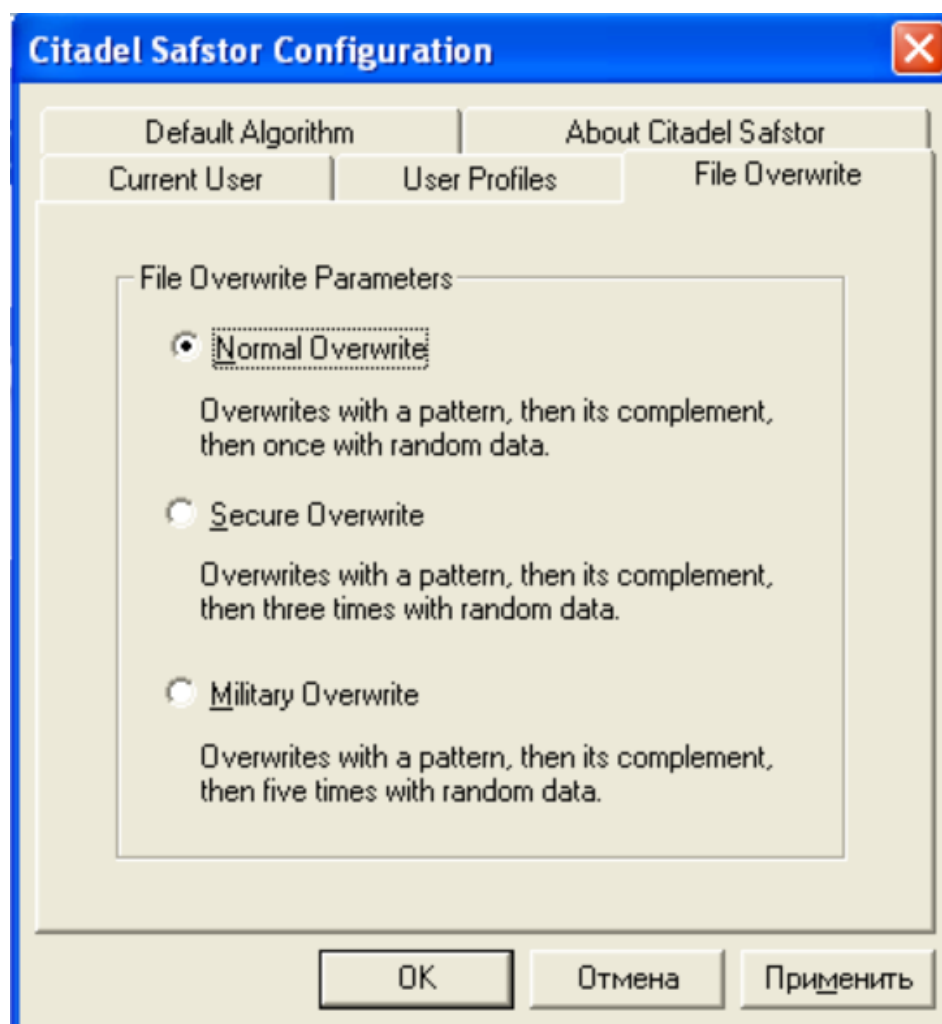 Citadel Safstor Configuration
Default Algorithm
About Citadel Safstor
Current User
User Profiles
File Overwrite
File Overwrite Parameters
Normal Overwrite
Overwrites with a pattern, then its complement,
then once with random data.
Secure Overwrite
Overwrites with a pattern, then its complement,
then three times with random data.
Military Overwrite
Overwrites with a pattern, then its complement,
then five times with random data.
OK
Отмена
Применить